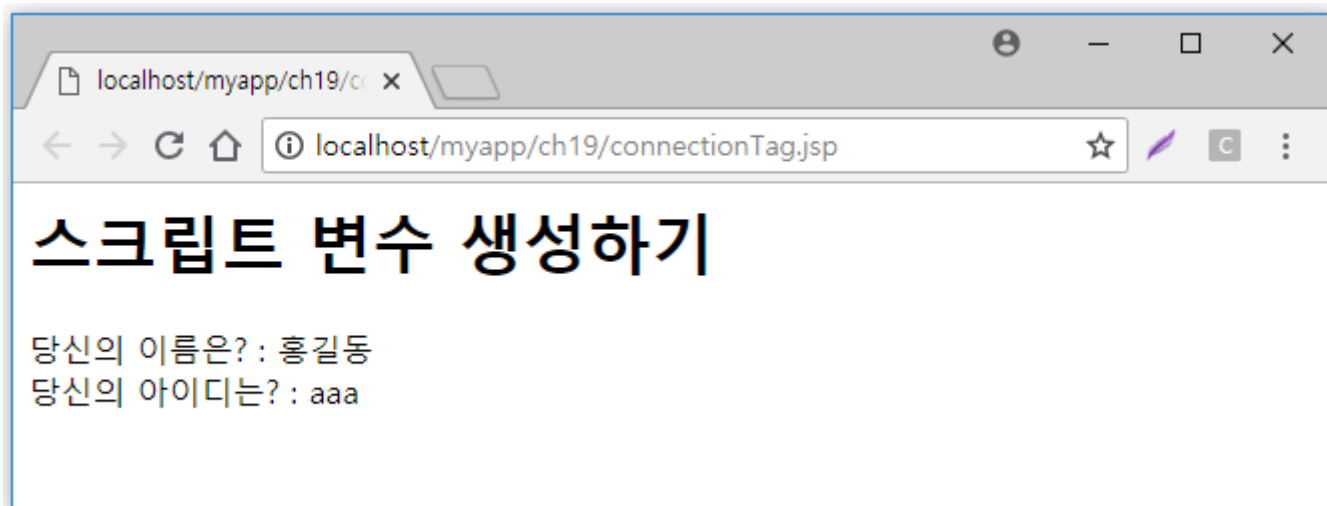 localhost/myapp/ch19/c
localhost/myapp/ch19/connectionTag.jsp
C
스크립트 변수 생성하기
당신의 이름은? : 홍길동
당신의 아이디는? : aaa